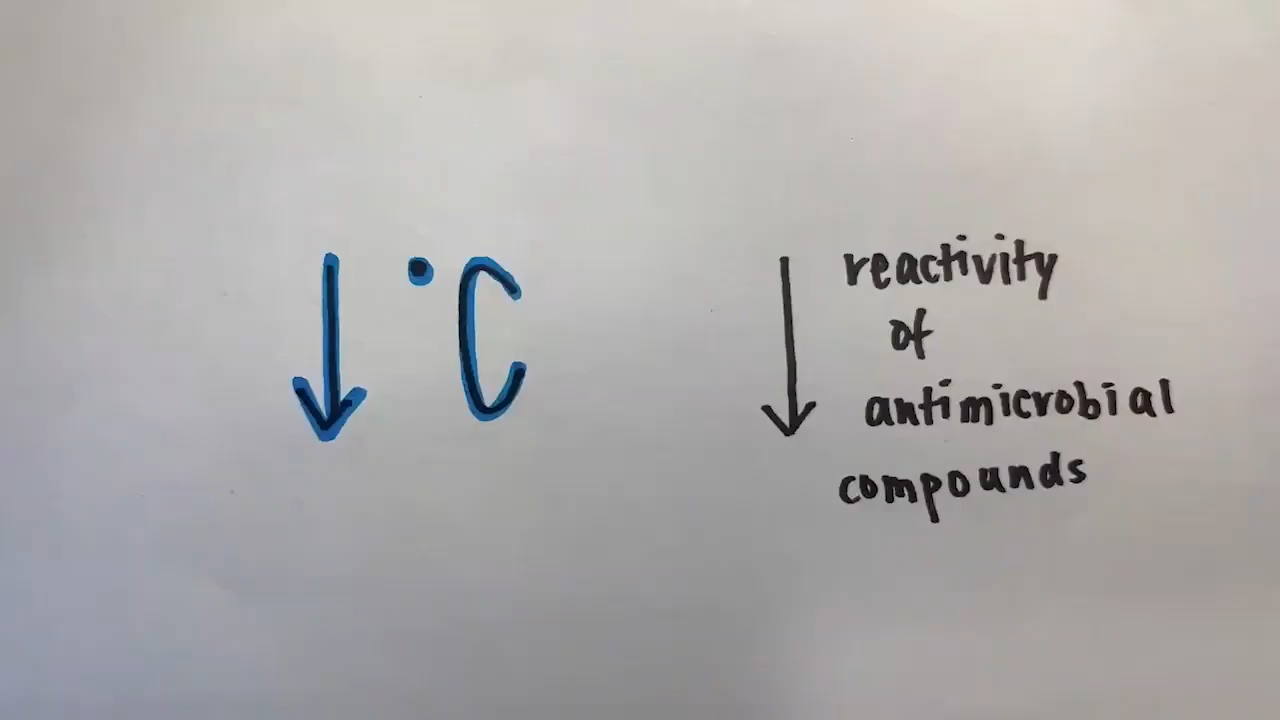 ↓ °C
↓ reactivity
of
antimicrobial
compounds